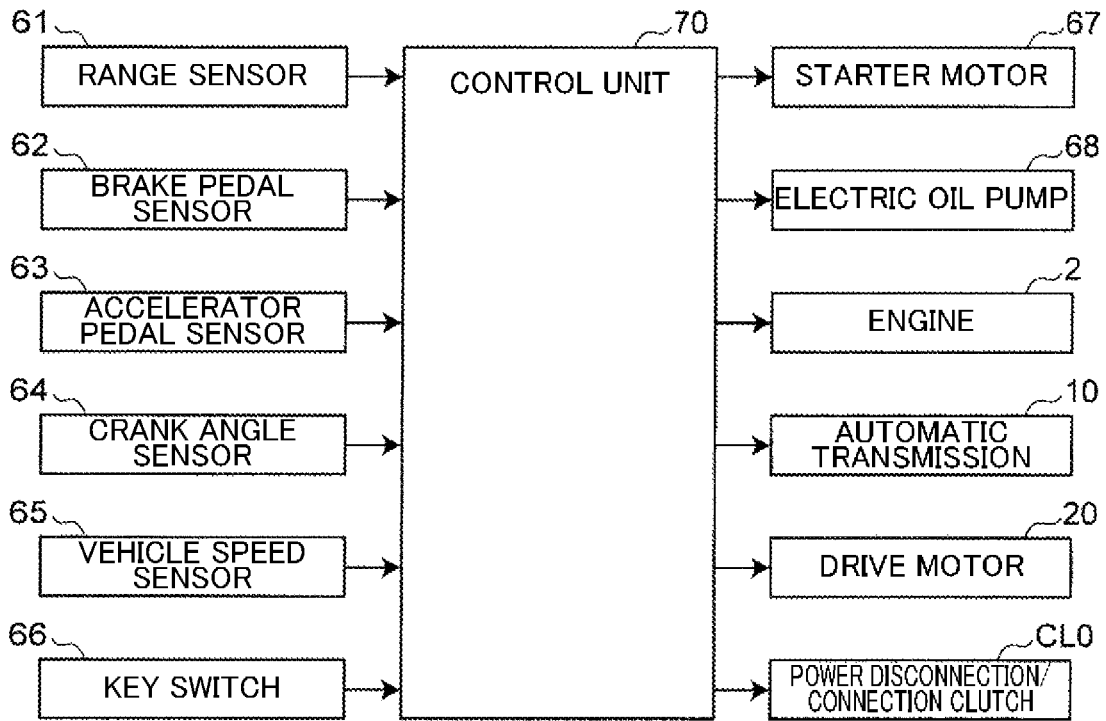 61
RANGE SENSOR
62
BRAKE PEDAL
SENSOR
63
ACCELERATOR
PEDAL SENSOR
64
CRANK ANGLE
SENSOR
65
VEHICLE SPEED
SENSOR
66
KEY SWITCH
70
CONTROL UNIT
67
STARTER MOTOR
68
ELECTRIC OIL PUMP
2
ENGINE
10
AUTOMATIC
TRANSMISSION
20
DRIVE MOTOR
CL0
POWER DISCONNECTION/
CONNECTION CLUTCH